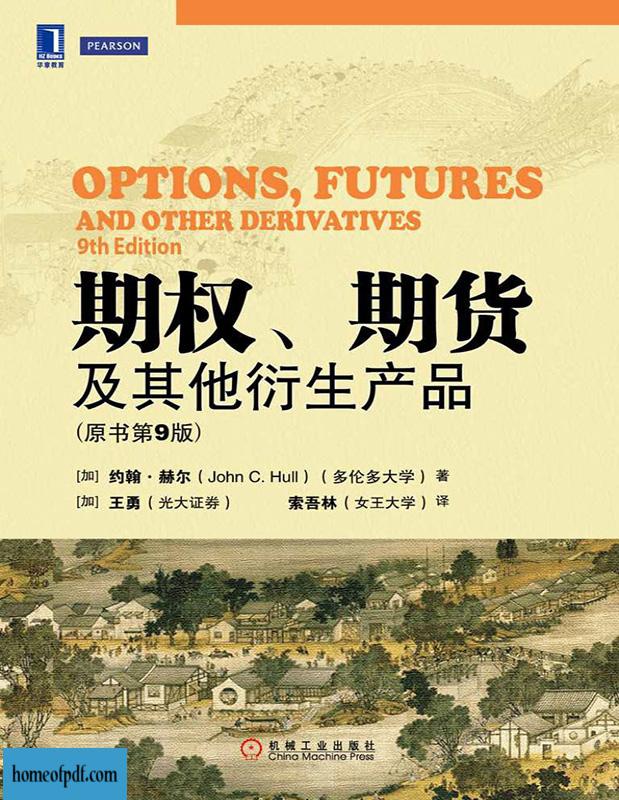 HZ Books
华章教育
PEARSON
OPTIONS, FUTURES
AND OTHER DERIVATIVES
9th Edition
期权、期货
及其他衍生产品
(原书第9版)
[加] 约翰·赫尔(John C. Hull)(多伦多大学)著
[加] 王勇(光大证券) 索吾林(女王大学)译
机械工业出版社
China Machine Press
homeofpdf.com